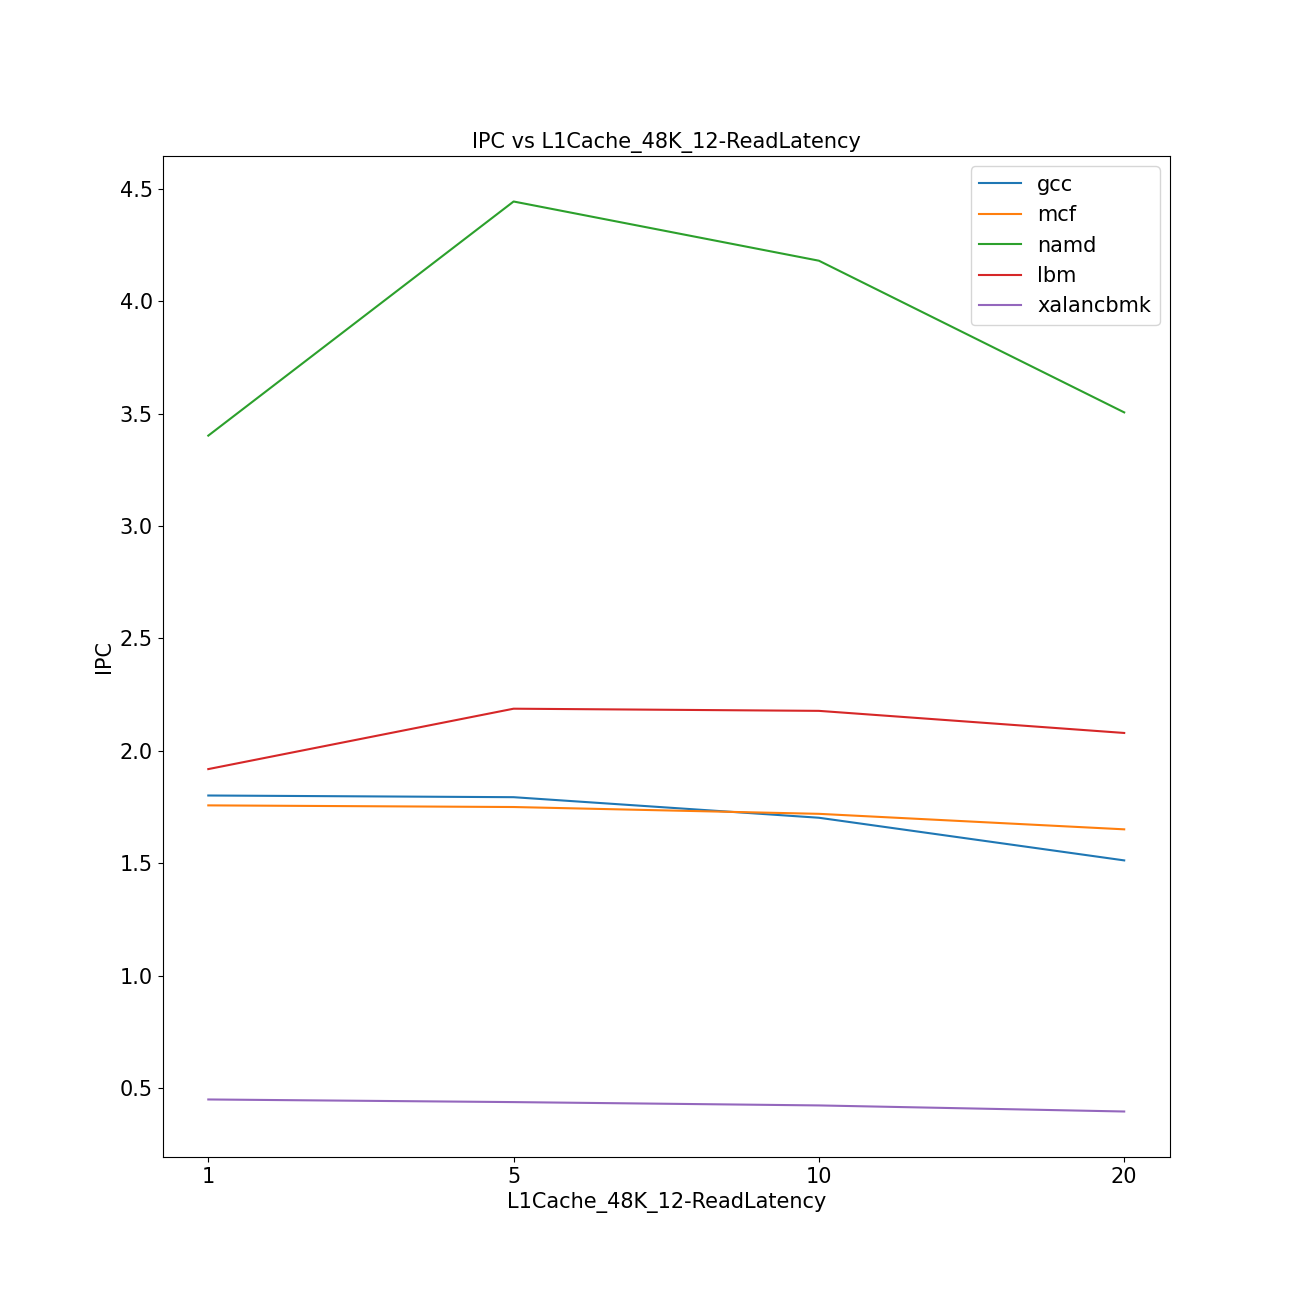 IPC vs L1Cache_48K_12-ReadLatency
gcc
mcf
namd
lbm
xalancbmk
4.5
4.0
3.5
3.0
2.5
2.0
1.5
1.0
0.5
IPC
1 5 10 20
L1Cache_48K_12-ReadLatency